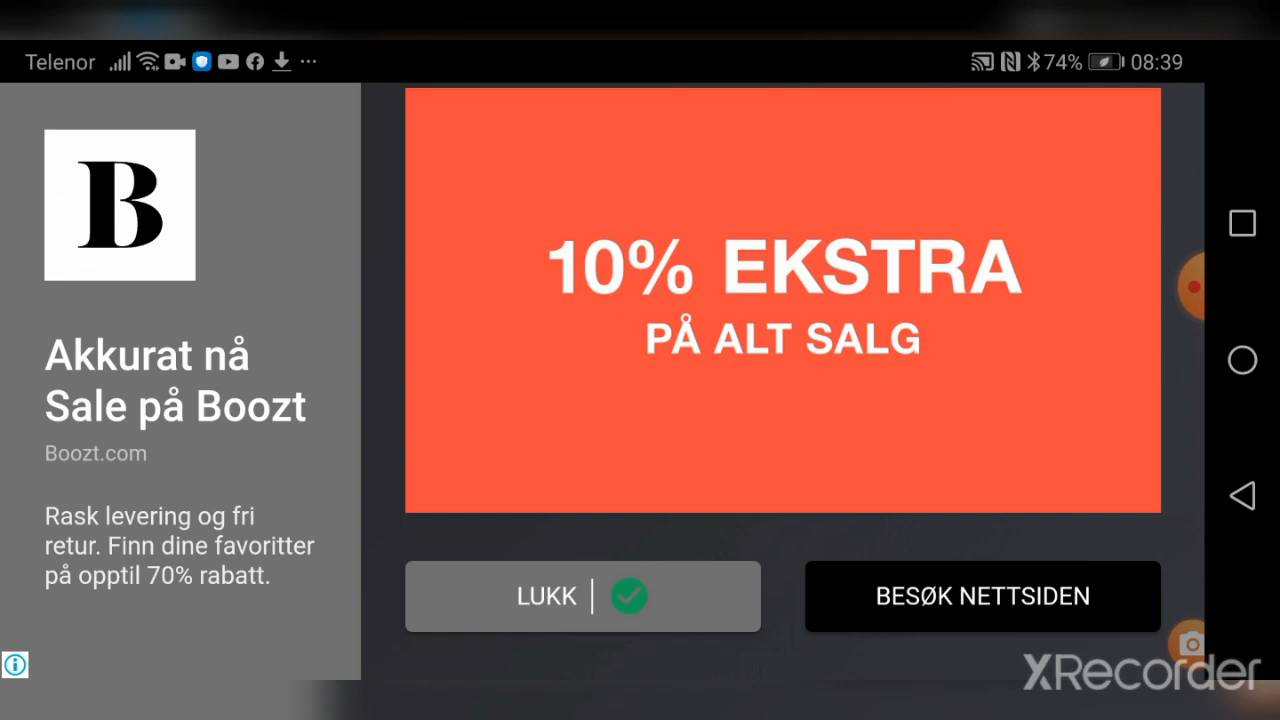 Telenor
74% 08:39
B
Akkurat nå
Sale på Boozt
Boozt.com
Rask levering og fri
retur. Finn dine favoritter
på opptil 70% rabatt.
10% EKSTRA
PÅ ALT SALG
LUKK
BESØK NETTSIDEN
XRecorder